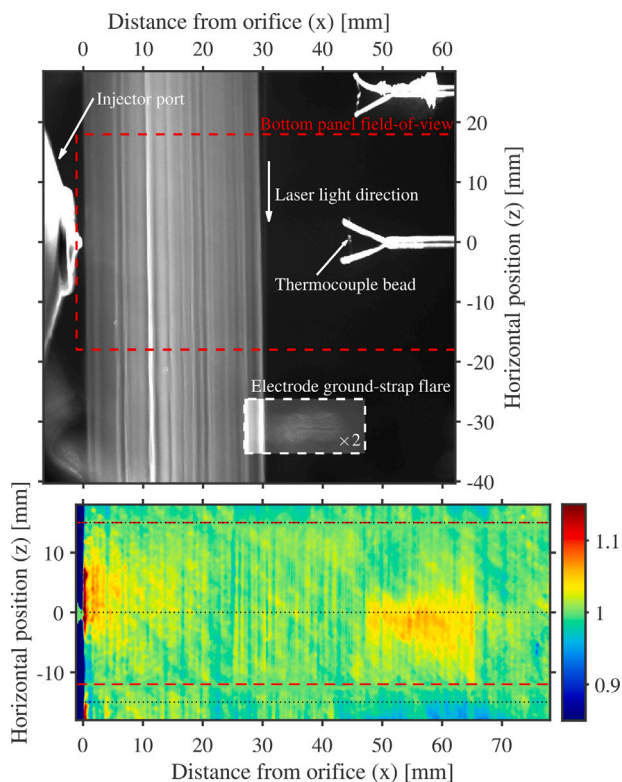 Distance from orifice (x) [mm]
0 10 20 30 40 50 60
Injector port
Bottom panel field-of-view
Laser light direction
Thermocouple bead
Electrode ground-strap flare
×2
20
10
0
-10
-20
-30
-40
Horizontal position (z) [mm]
Horizontal position (z) [mm]
10
0
-10
1.1
1
0.9
0 10 20 30 40 50 60 70
Distance from orifice (x) [mm]